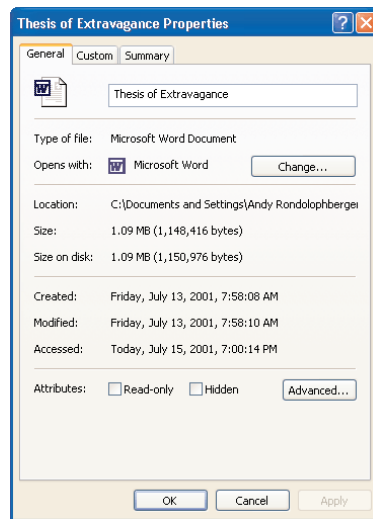 Thesis of Extravagance Properties
General Custom Summary
Thesis of Extravagance
Type of file: Microsoft Word Document
Opens with: Microsoft Word Change...
Location: C:\Documents and Settings\Andy Rondolophberger
Size: 1.09 MB (1,148,416 bytes)
Size on disk: 1.09 MB (1,150,976 bytes)
Created: Friday, July 13, 2001, 7:58:08 AM
Modified: Friday, July 13, 2001, 7:58:10 AM
Accessed: Today, July 15, 2001, 7:00:14 PM
Attributes: Read-only Hidden Advanced...
OK Cancel Apply